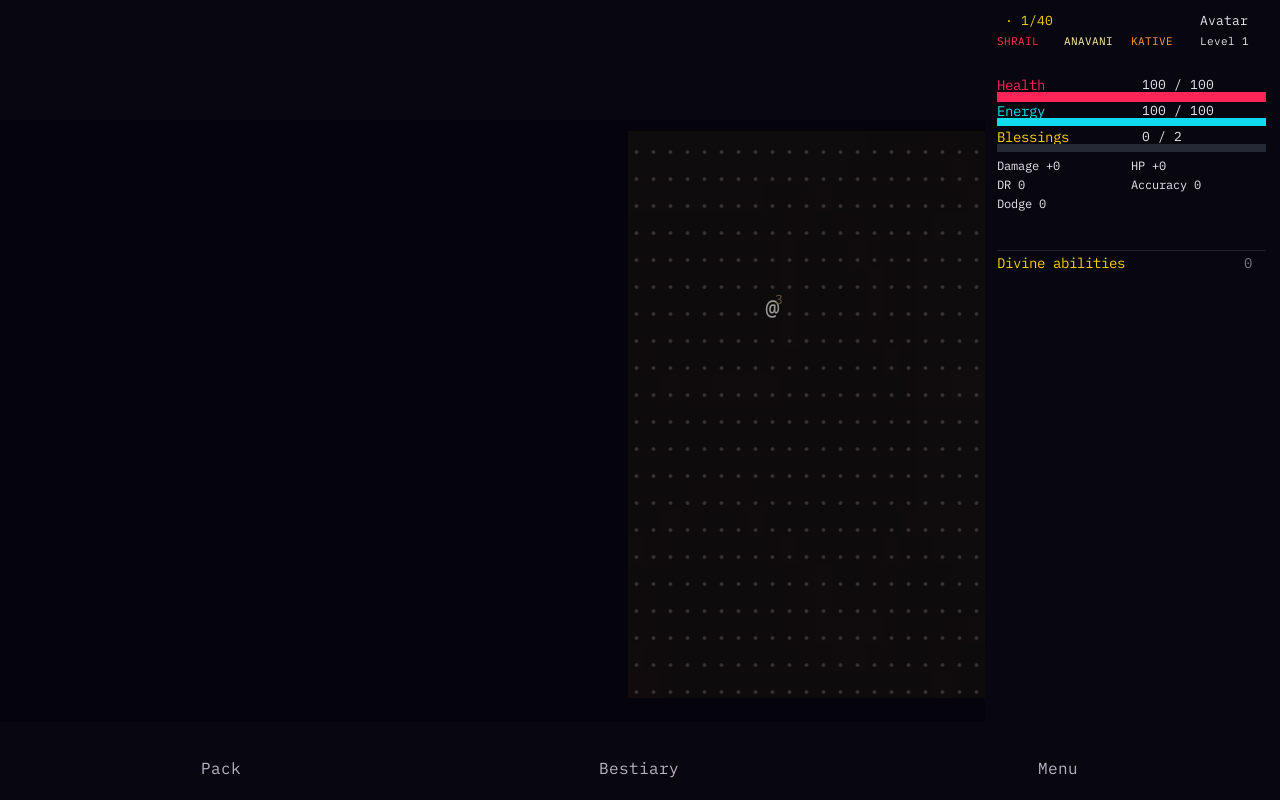 · 1/40 Avatar
SHRAIL ANAVANI KATIVE Level 1
Health 100 / 100
Energy 100 / 100
Blessings 0 / 2
Damage +0 HP +0
DR 0 Accuracy 0
Dodge 0
Divine abilities 0
@3
Pack Bestiary Menu